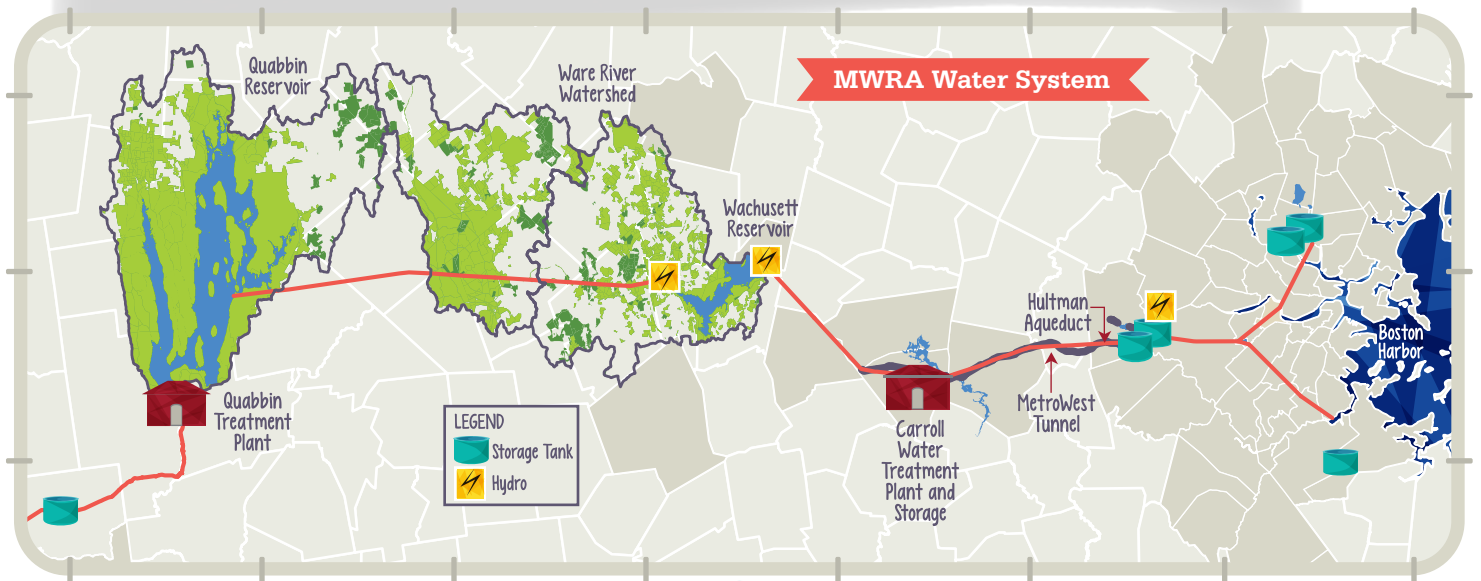 MWRA Water System
Quabbin
Reservoir
Ware River
Watershed
Wachusett
Reservoir
Hultman
Aqueduct
Boston
Harbor
MetroWest
Tunnel
Quabbin
Treatment
Plant
Carroll
Water
Treatment
Plant and
Storage
LEGEND
Storage Tank
Hydro